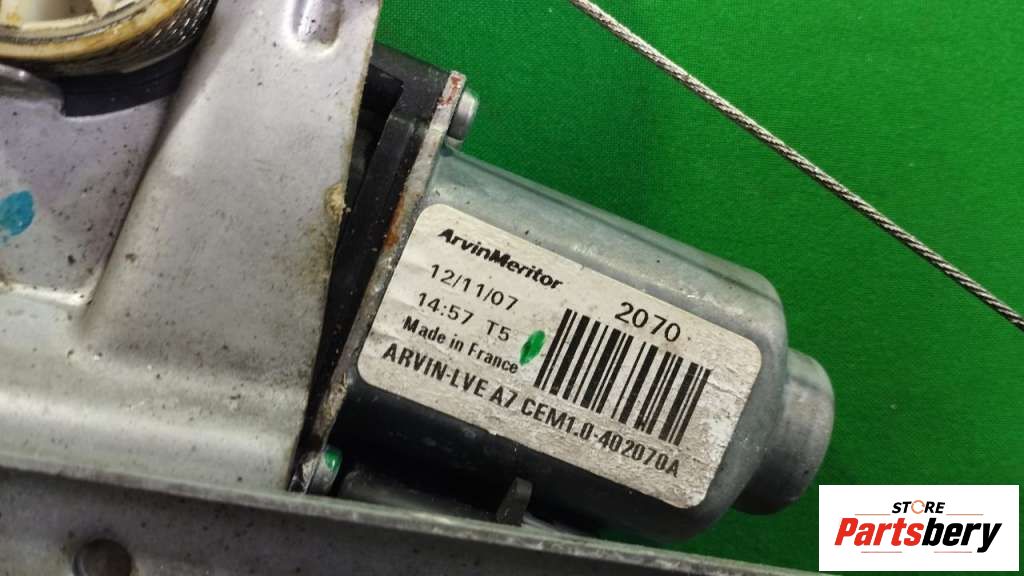 ArvinMeritor
12/11/07 2070
14:57 T5
Made in France
ARVIN-LVE A7 CEM1.0-402070A
STORE
Partsbery